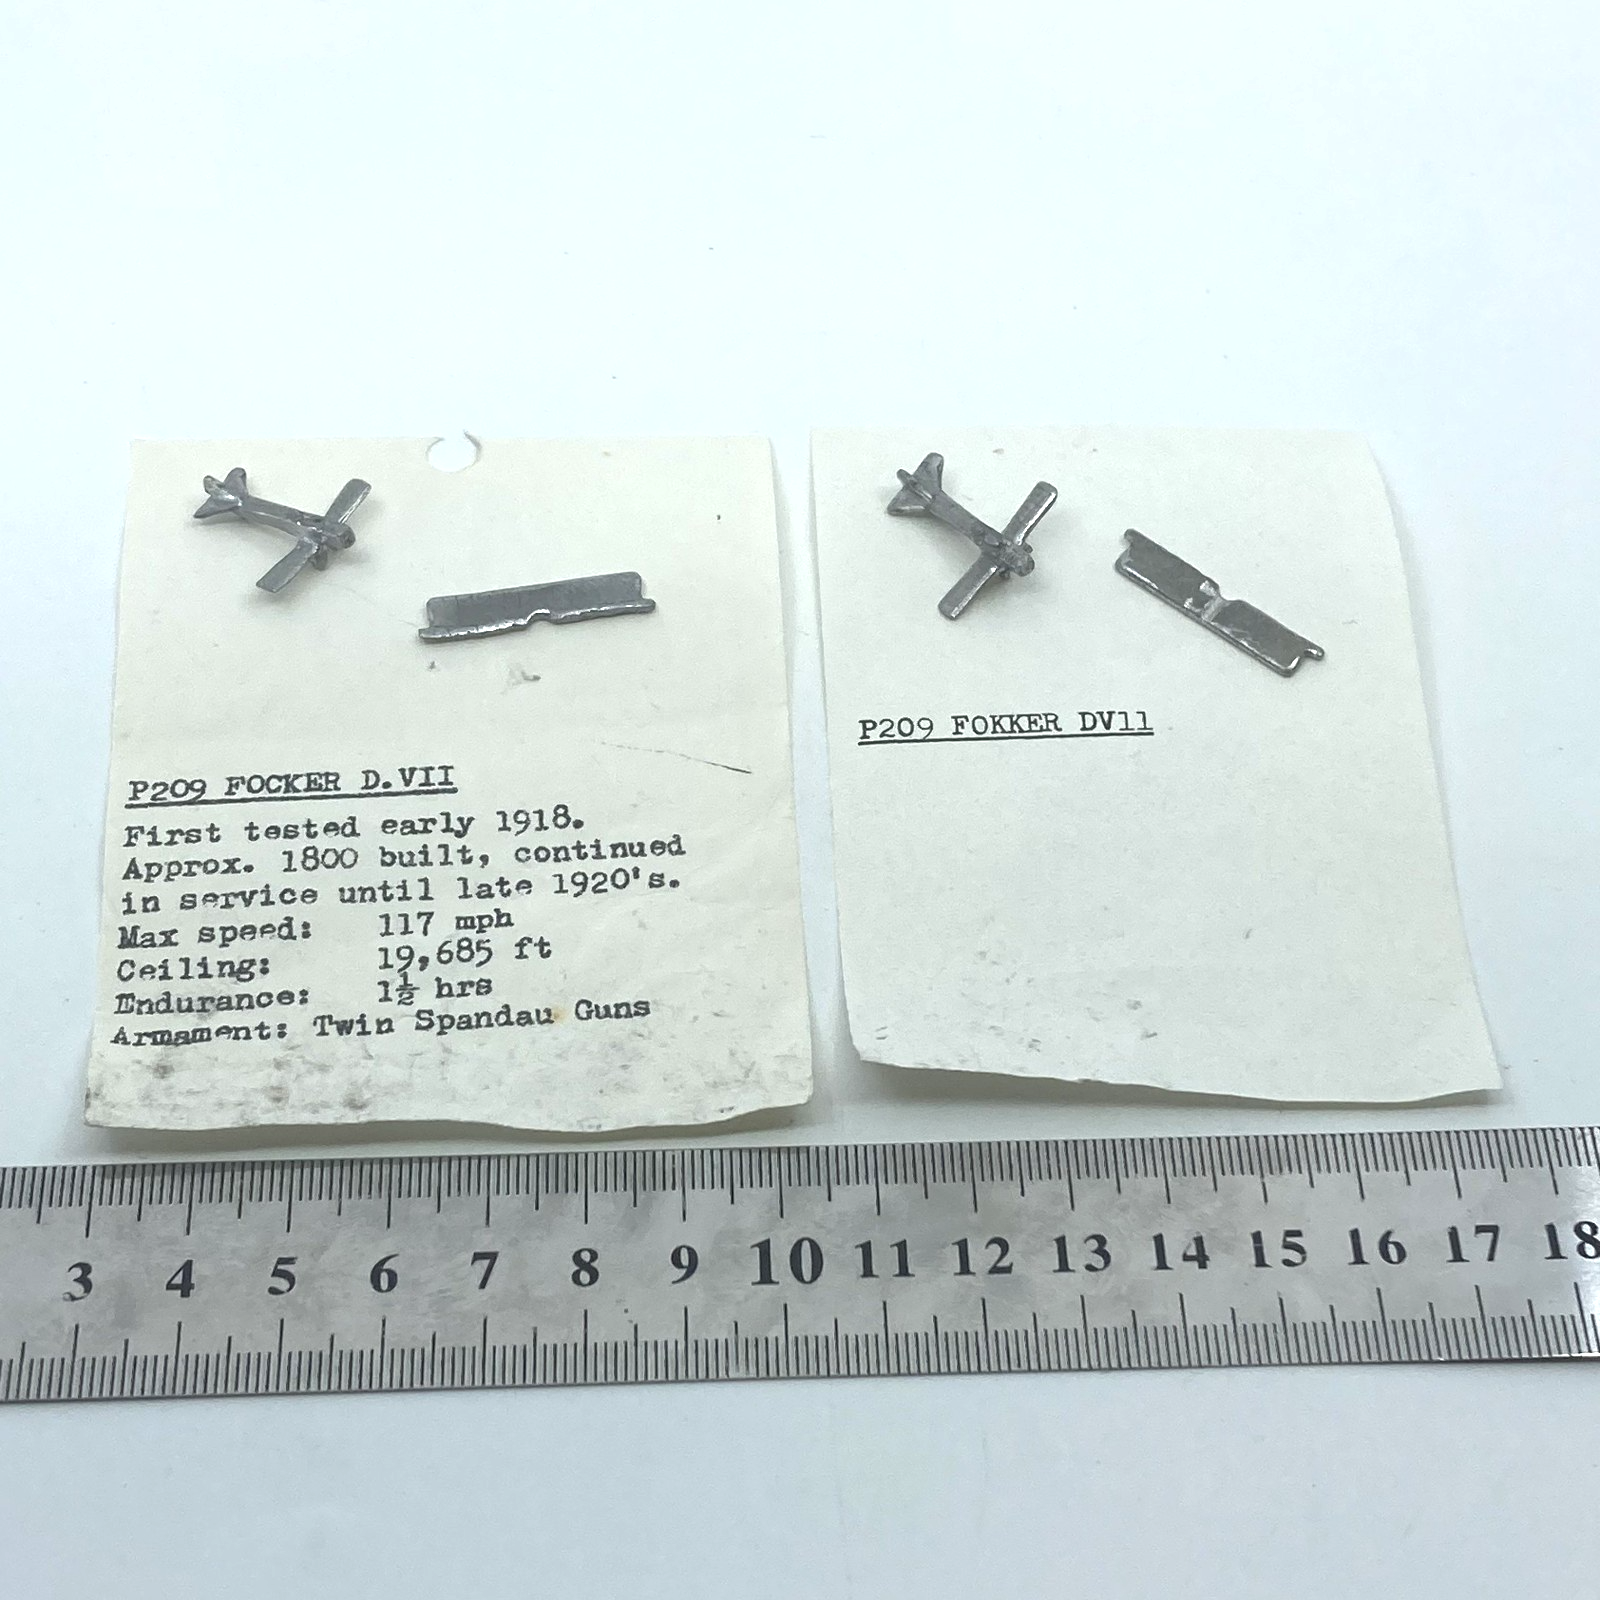 P209 FOCKER D.VII
First tested early 1918.
Approx. 1800 built, continued
in service until late 1920's.
Max speed: 117 mph
Ceiling: 19,685 ft
Endurance: 1½ hrs
Armament: Twin Spandau Guns
P209 FOKKER DV11
3 4 5 6 7 8 9 10 11 12 13 14 15 16 17 18